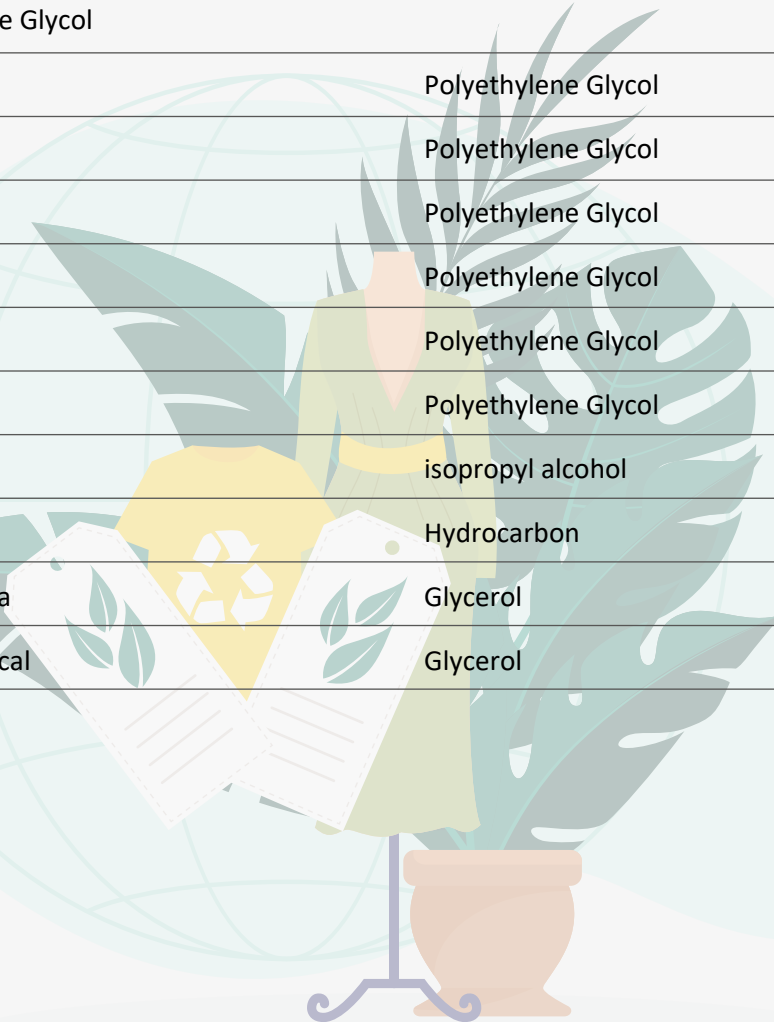 e Glycol
Polyethylene Glycol
Polyethylene Glycol
Polyethylene Glycol
Polyethylene Glycol
Polyethylene Glycol
Polyethylene Glycol
isopropyl alcohol
Hydrocarbon
a Glycerol
cal Glycerol